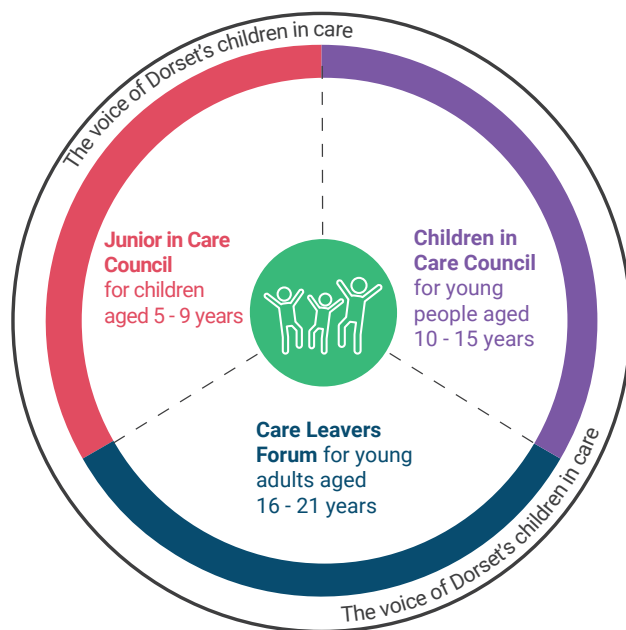 The voice of Dorset's children in care
Junior in Care
Council
for children
aged 5 - 9 years
Children in
Care Council
for young
people aged
10 - 15 years
Care Leavers
Forum for young
adults aged
16 - 21 years
The voice of Dorset's children in care